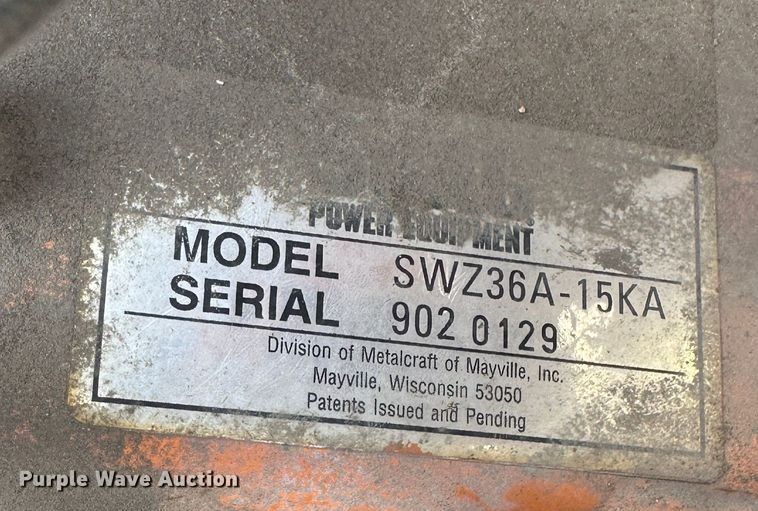 POWER EQUIPMENT
MODEL SWZ36A-15KA
SERIAL 902 0129
Division of Metalcraft of Mayville, Inc.
Mayville, Wisconsin 53050
Patents Issued and Pending
Purple Wave Auction®